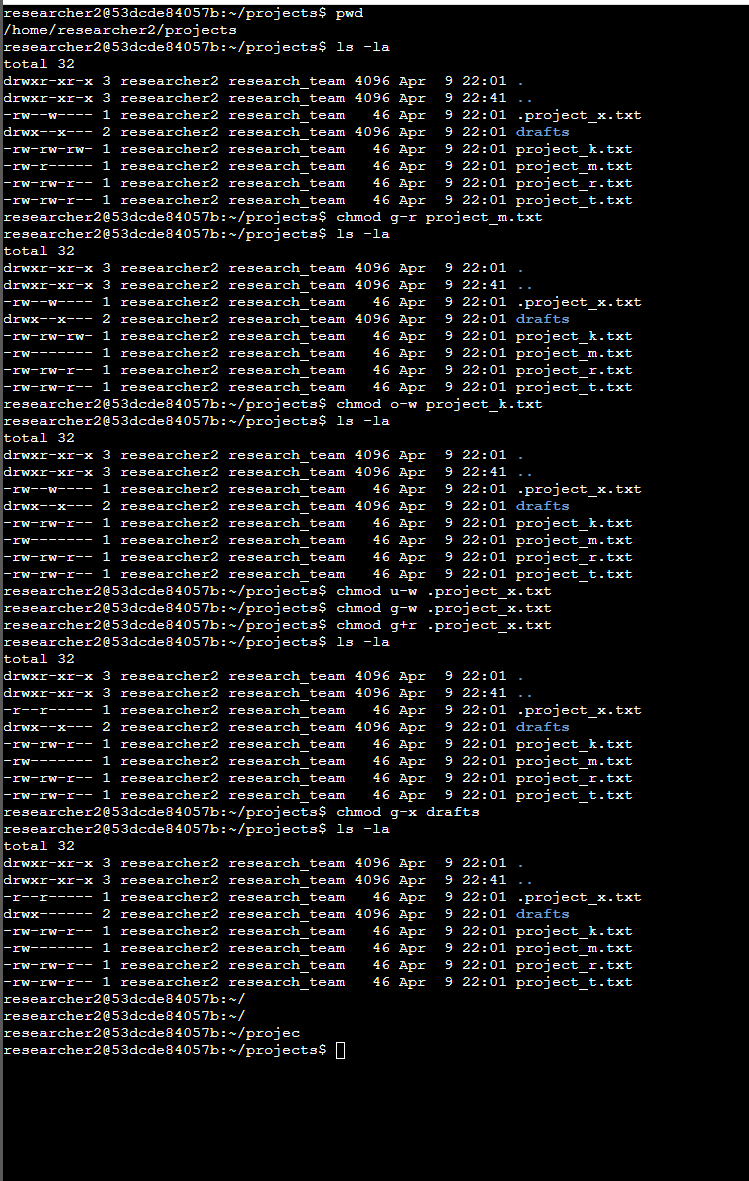 researcher2@53dcde84057b:~/projects$ pwd
/home/researcher2/projects
researcher2@53dcde84057b:~/projects$ ls -la
total 32
drwxr-xr-x 3 researcher2 research_team 4096 Apr  9 22:01 .
drwxr-xr-x 3 researcher2 research_team 4096 Apr  9 22:41 ..
-rw--w---- 1 researcher2 research_team   46 Apr  9 22:01 .project_x.txt
drwx--x--- 2 researcher2 research_team 4096 Apr  9 22:01 drafts
-rw-rw-rw- 1 researcher2 research_team   46 Apr  9 22:01 project_k.txt
-rw-r----- 1 researcher2 research_team   46 Apr  9 22:01 project_m.txt
-rw-rw-r-- 1 researcher2 research_team   46 Apr  9 22:01 project_r.txt
-rw-rw-r-- 1 researcher2 research_team   46 Apr  9 22:01 project_t.txt
researcher2@53dcde84057b:~/projects$ chmod g-r project_m.txt
researcher2@53dcde84057b:~/projects$ ls -la
total 32
drwxr-xr-x 3 researcher2 research_team 4096 Apr  9 22:01 .
drwxr-xr-x 3 researcher2 research_team 4096 Apr  9 22:41 ..
-rw--w---- 1 researcher2 research_team   46 Apr  9 22:01 .project_x.txt
drwx--x--- 2 researcher2 research_team 4096 Apr  9 22:01 drafts
-rw-rw-rw- 1 researcher2 research_team   46 Apr  9 22:01 project_k.txt
-rw------- 1 researcher2 research_team   46 Apr  9 22:01 project_m.txt
-rw-rw-r-- 1 researcher2 research_team   46 Apr  9 22:01 project_r.txt
-rw-rw-r-- 1 researcher2 research_team   46 Apr  9 22:01 project_t.txt
researcher2@53dcde84057b:~/projects$ chmod o-w project_k.txt
researcher2@53dcde84057b:~/projects$ ls -la
total 32
drwxr-xr-x 3 researcher2 research_team 4096 Apr  9 22:01 .
drwxr-xr-x 3 researcher2 research_team 4096 Apr  9 22:41 ..
-rw--w---- 1 researcher2 research_team   46 Apr  9 22:01 .project_x.txt
drwx--x--- 2 researcher2 research_team 4096 Apr  9 22:01 drafts
-rw-rw-r-- 1 researcher2 research_team   46 Apr  9 22:01 project_k.txt
-rw------- 1 researcher2 research_team   46 Apr  9 22:01 project_m.txt
-rw-rw-r-- 1 researcher2 research_team   46 Apr  9 22:01 project_r.txt
-rw-rw-r-- 1 researcher2 research_team   46 Apr  9 22:01 project_t.txt
researcher2@53dcde84057b:~/projects$ chmod u-w .project_x.txt
researcher2@53dcde84057b:~/projects$ chmod g-w .project_x.txt
researcher2@53dcde84057b:~/projects$ chmod g+r .project_x.txt
researcher2@53dcde84057b:~/projects$ ls -la
total 32
drwxr-xr-x 3 researcher2 research_team 4096 Apr  9 22:01 .
drwxr-xr-x 3 researcher2 research_team 4096 Apr  9 22:41 ..
-r--r----- 1 researcher2 research_team   46 Apr  9 22:01 .project_x.txt
drwx--x--- 2 researcher2 research_team 4096 Apr  9 22:01 drafts
-rw-rw-r-- 1 researcher2 research_team   46 Apr  9 22:01 project_k.txt
-rw------- 1 researcher2 research_team   46 Apr  9 22:01 project_m.txt
-rw-rw-r-- 1 researcher2 research_team   46 Apr  9 22:01 project_r.txt
-rw-rw-r-- 1 researcher2 research_team   46 Apr  9 22:01 project_t.txt
researcher2@53dcde84057b:~/projects$ chmod g-x drafts
researcher2@53dcde84057b:~/projects$ ls -la
total 32
drwxr-xr-x 3 researcher2 research_team 4096 Apr  9 22:01 .
drwxr-xr-x 3 researcher2 research_team 4096 Apr  9 22:41 ..
-r--r----- 1 researcher2 research_team   46 Apr  9 22:01 .project_x.txt
drwx------ 2 researcher2 research_team 4096 Apr  9 22:01 drafts
-rw-rw-r-- 1 researcher2 research_team   46 Apr  9 22:01 project_k.txt
-rw------- 1 researcher2 research_team   46 Apr  9 22:01 project_m.txt
-rw-rw-r-- 1 researcher2 research_team   46 Apr  9 22:01 project_r.txt
-rw-rw-r-- 1 researcher2 research_team   46 Apr  9 22:01 project_t.txt
researcher2@53dcde84057b:~/
researcher2@53dcde84057b:~/
researcher2@53dcde84057b:~/projec
researcher2@53dcde84057b:~/projects$